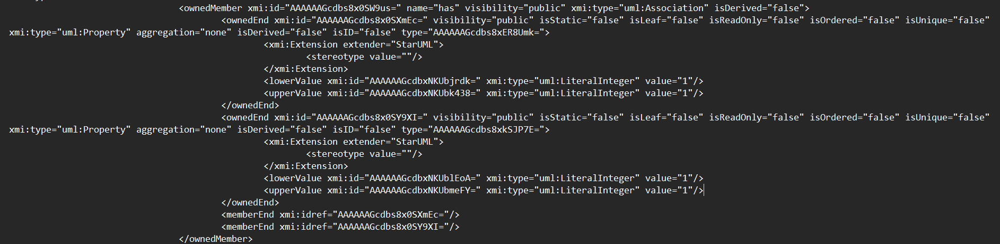 <ownedMember xmi:id="AAAAAAGcdbs8x0SW9us=" name="has" visibility="public" xmi:type="uml:Association" isDerived="false">
<ownedEnd xmi:id="AAAAAAGcdbs8x0SXmEc=" visibility="public" isStatic="false" isLeaf="false" isReadOnly="false" isOrdered="false" isUnique="false"
xmi:type="uml:Property" aggregation="none" isDerived="false" isID="false" type="AAAAAAGcdbs8xER8Umk=">
<xmi:Extension extender="StarUML">
<stereotype value=""/>
</xmi:Extension>
<lowerValue xmi:id="AAAAAAGcdbxNKUbjrdk=" xmi:type="uml:LiteralInteger" value="1"/>
<upperValue xmi:id="AAAAAAGcdbxNKUbk438=" xmi:type="uml:LiteralInteger" value="1"/>
</ownedEnd>
<ownedEnd xmi:id="AAAAAAGcdbs8x0SY9XI=" visibility="public" isStatic="false" isLeaf="false" isReadOnly="false" isOrdered="false" isUnique="false"
xmi:type="uml:Property" aggregation="none" isDerived="false" isID="false" type="AAAAAAGcdbs8xkSJP7E=">
<xmi:Extension extender="StarUML">
<stereotype value=""/>
</xmi:Extension>
<lowerValue xmi:id="AAAAAAGcdbxNKUblEoA=" xmi:type="uml:LiteralInteger" value="1"/>
<upperValue xmi:id="AAAAAAGcdbxNKUbmeFY=" xmi:type="uml:LiteralInteger" value="1"/>
</ownedEnd>
<memberEnd xmi:idref="AAAAAAGcdbs8x0SXmEc="/>
<memberEnd xmi:idref="AAAAAAGcdbs8x0SY9XI="/>
</ownedMember>